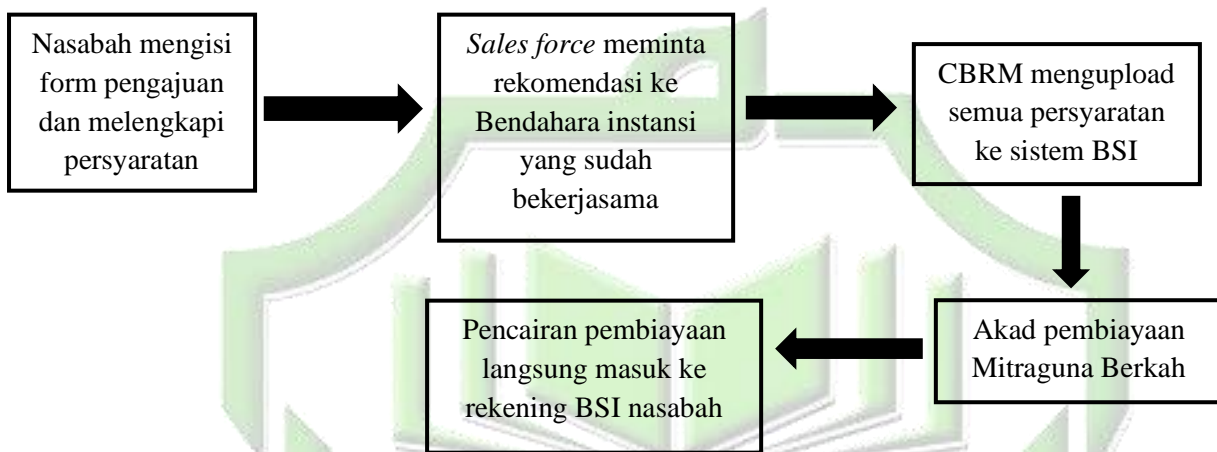 Nasabah mengisi
form pengajuan
dan melengkapi
persyaratan
Sales force meminta
rekomendasi ke
Bendahara instansi
yang sudah
bekerjasama
CBRM mengupload
semua persyaratan
ke sistem BSI
Akad pembiayaan
Mitraguna Berkah
Pencairan pembiayaan
langsung masuk ke
rekening BSI nasabah